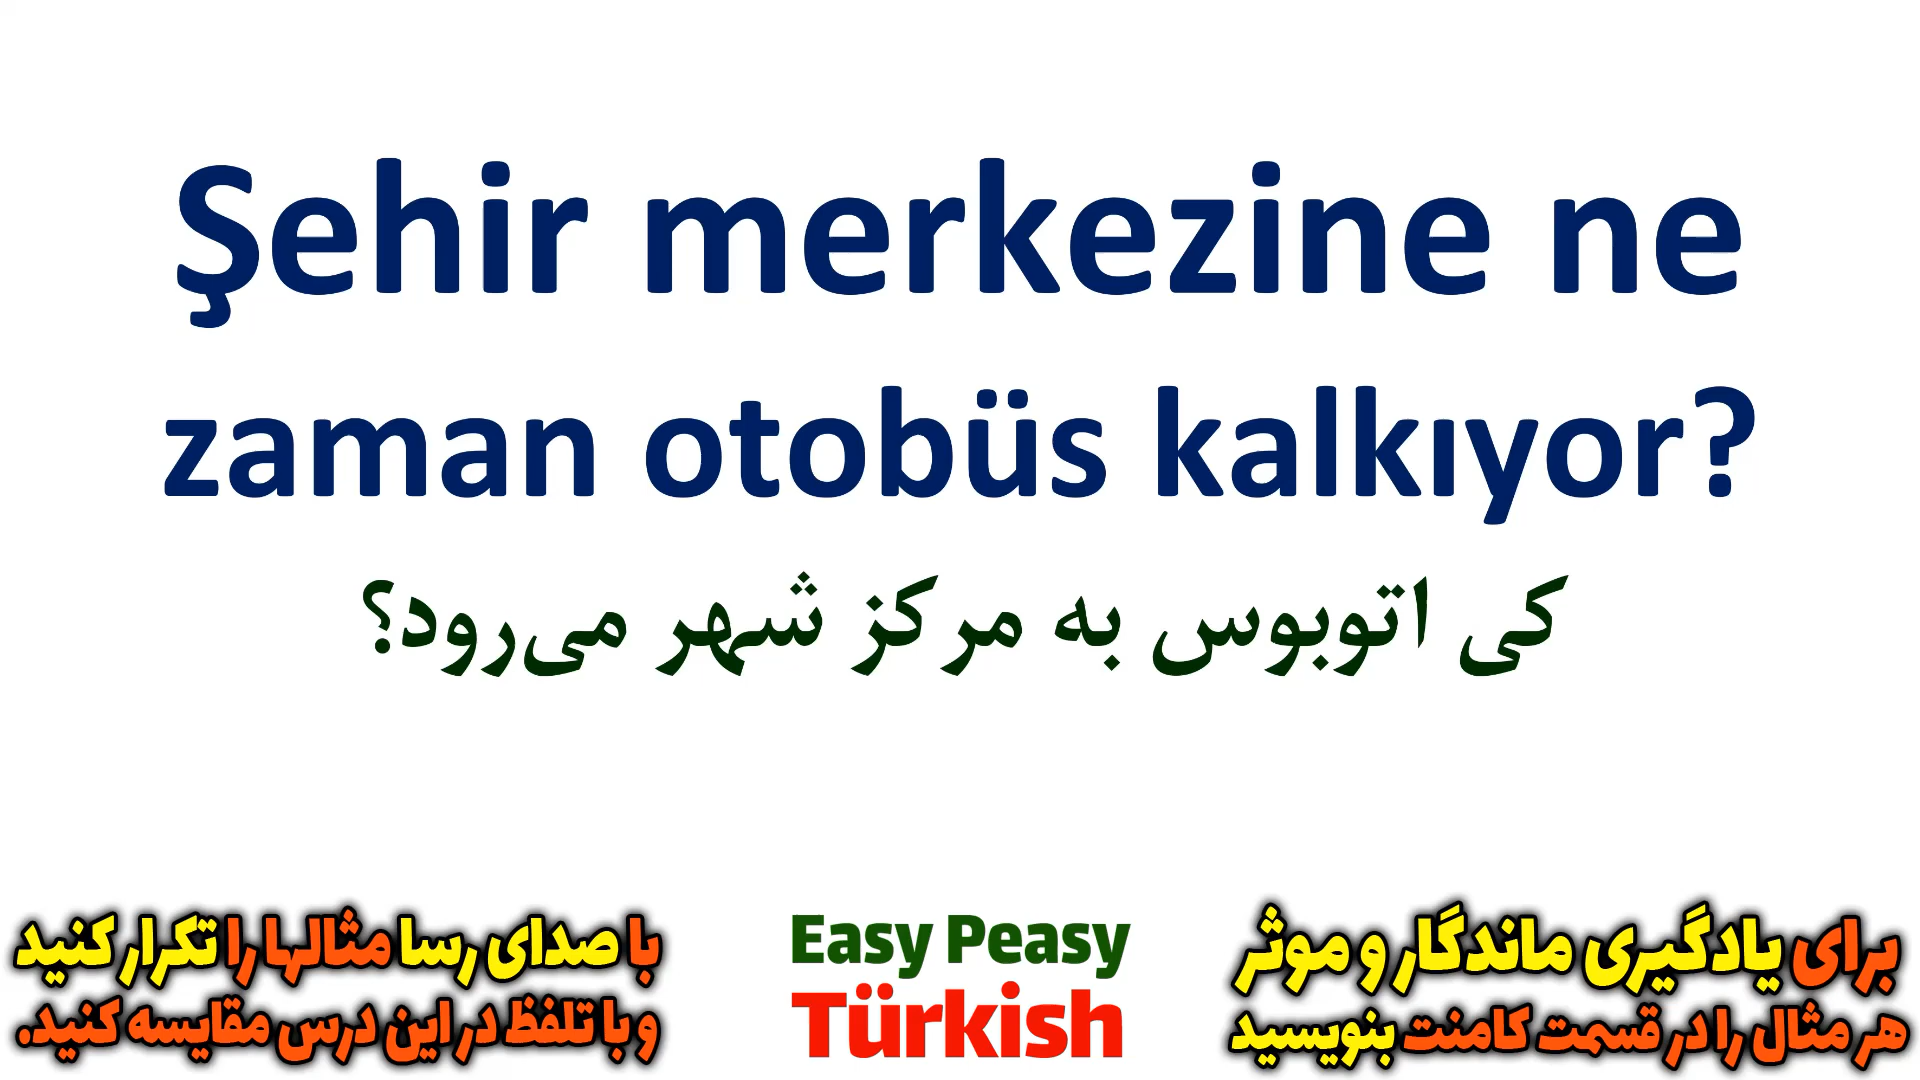 Şehir merkezine ne
zaman otobüs kalkıyor?
کی اتوبوس به مرکز شهر می‌رود؟
برای یادگیری ماندگار و موثر
هر مثال را در قسمت کامنت بنویسید
Easy Peasy
Türkish
با صدای رسا مثالها را تکرار کنید
و با تلفظ در این درس مقایسه کنید.